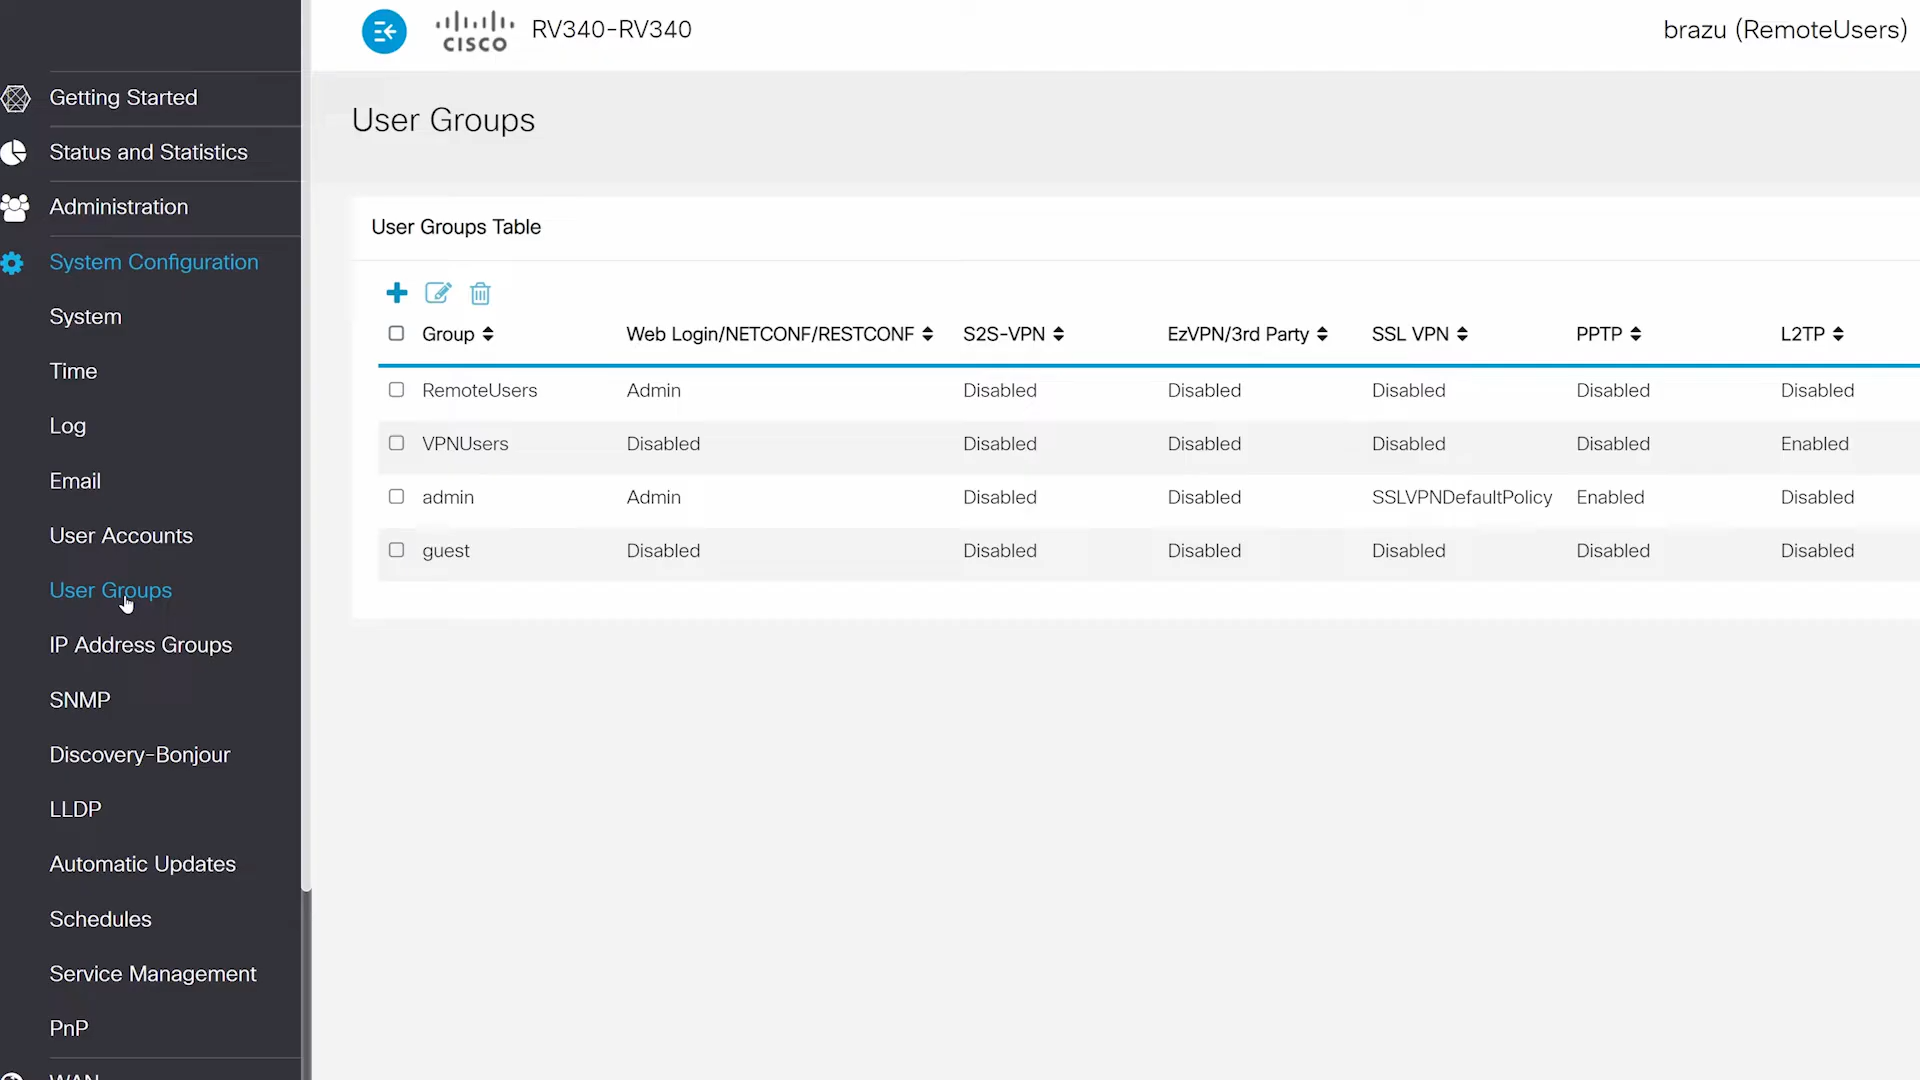 CISCO RV340-RV340
brazu (RemoteUsers)
Getting Started
Status and Statistics
Administration
System Configuration
System
Time
Log
Email
User Accounts
User Groups
IP Address Groups
SNMP
Discovery-Bonjour
LLDP
Automatic Updates
Schedules
Service Management
PnP
WAN
User Groups
User Groups Table
Group Web Login/NETCONF/RESTCONF S2S-VPN EzVPN/3rd Party SSL VPN PPTP L2TP
RemoteUsers Admin Disabled Disabled Disabled Disabled Disabled
VPNUsers Disabled Disabled Disabled Disabled Disabled Enabled
admin Admin Disabled Disabled SSLVPNDefaultPolicy Enabled Disabled
guest Disabled Disabled Disabled Disabled Disabled Disabled